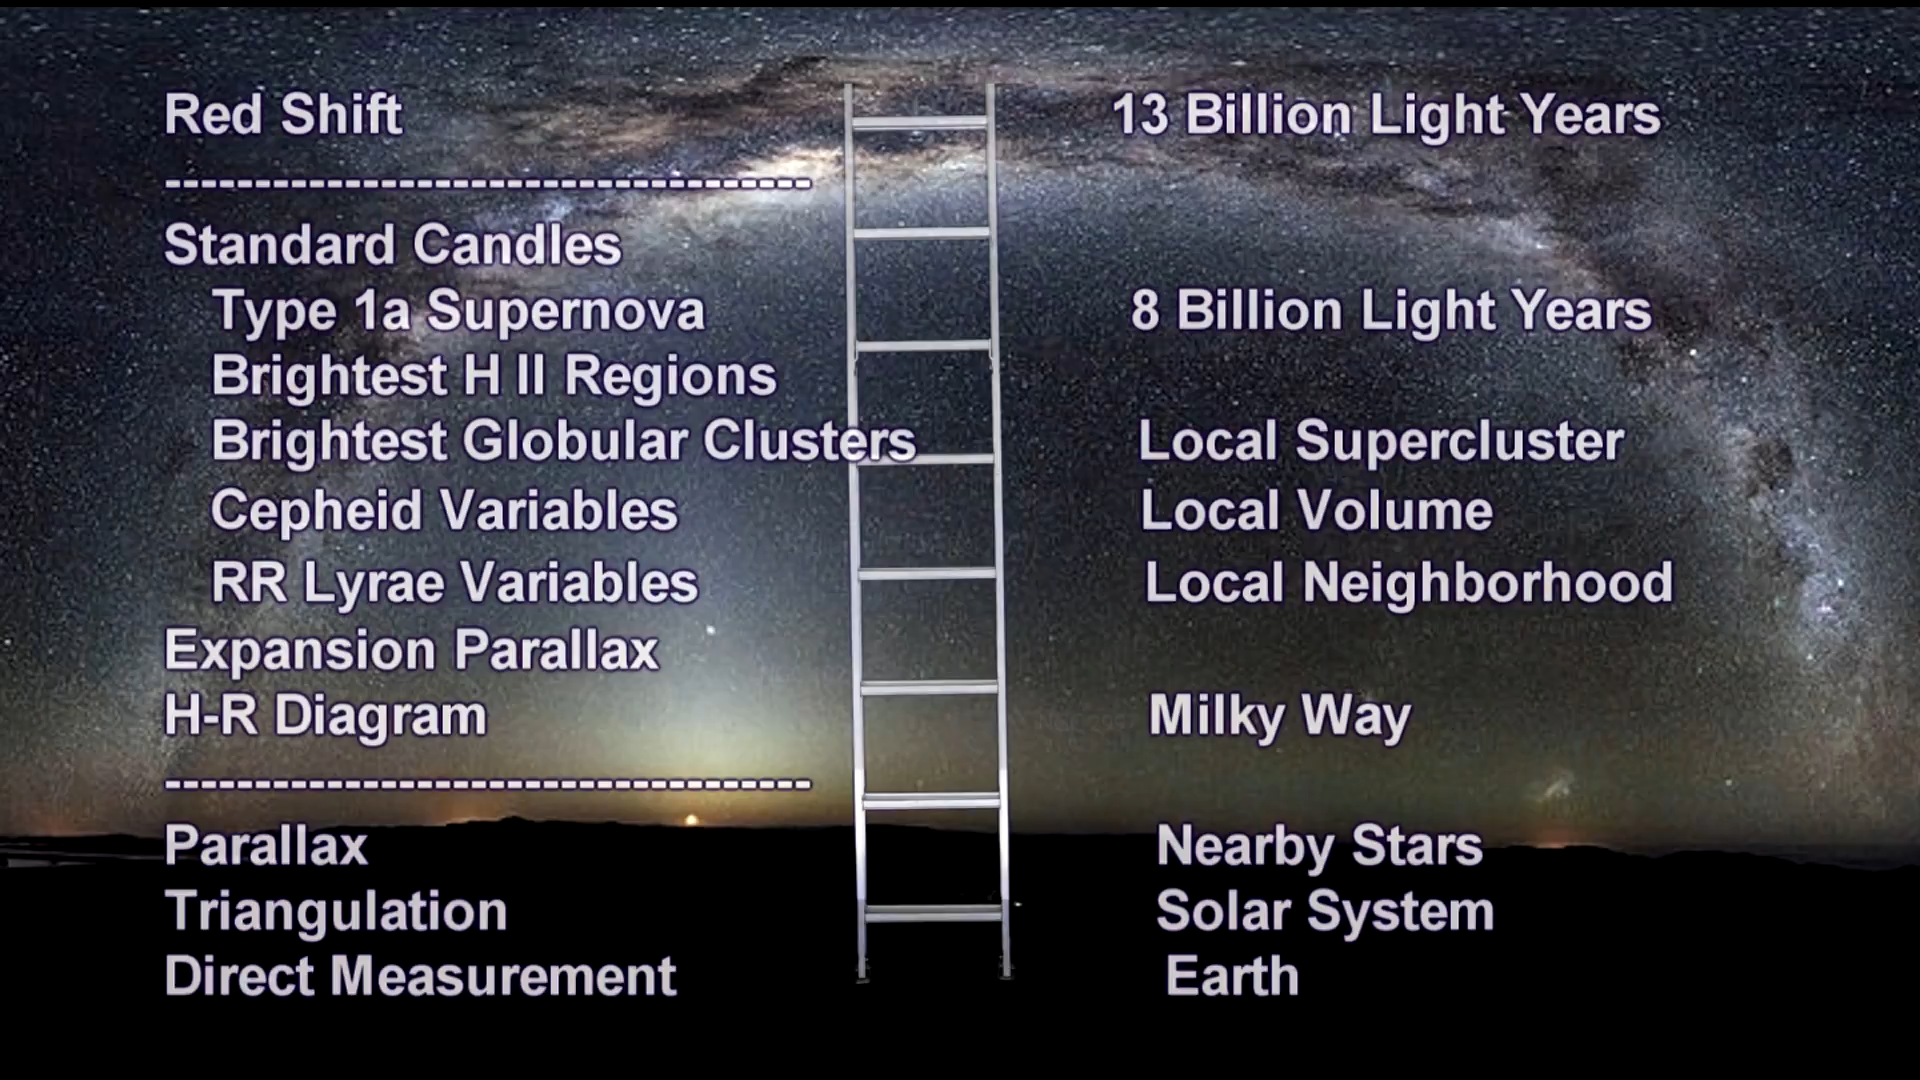 Red Shift 13 Billion Light Years
------------------------------------
Standard Candles
Type 1a Supernova 8 Billion Light Years
Brightest H II Regions
Brightest Globular Clusters Local Supercluster
Cepheid Variables Local Volume
RR Lyrae Variables Local Neighborhood
Expansion Parallax
H-R Diagram Milky Way
------------------------------------
Parallax Nearby Stars
Triangulation Solar System
Direct Measurement Earth